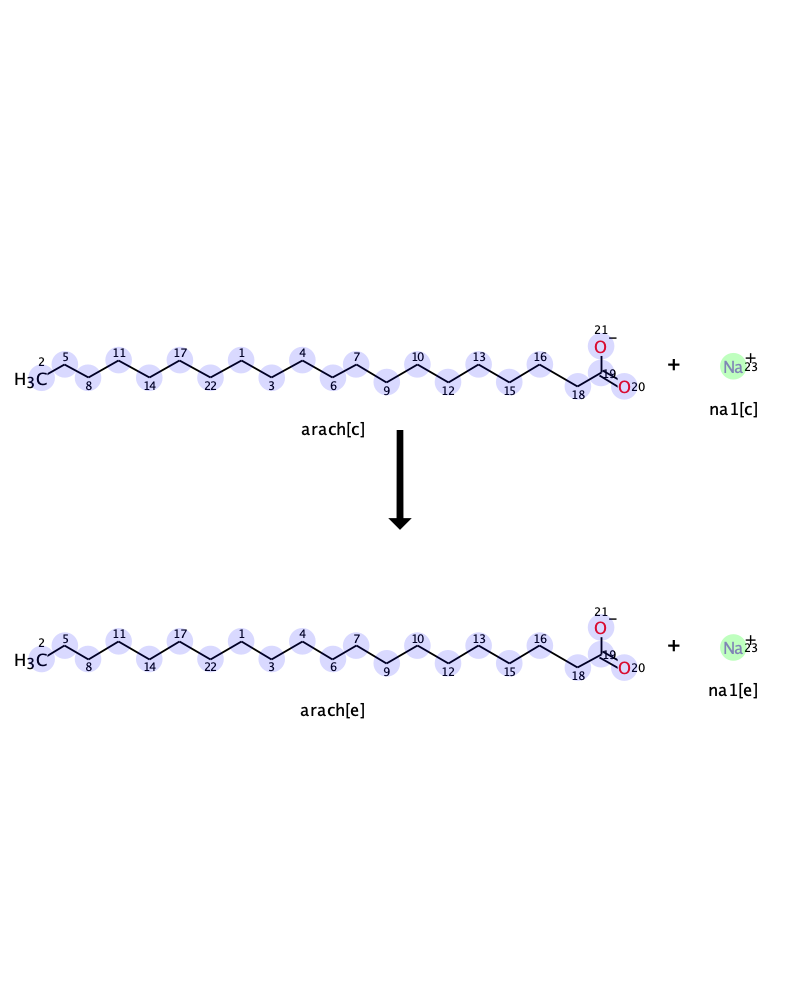 21
O −
2 5 11 17 1 4 7 10 13 16 19 + Na + 23
H3C 8 14 22 3 6 9 12 15 18 O 20
na1[c]
arach[c]
21
O −
2 5 11 17 1 4 7 10 13 16 19 + Na + 23
H3C 8 14 22 3 6 9 12 15 18 O 20
na1[e]
arach[e]